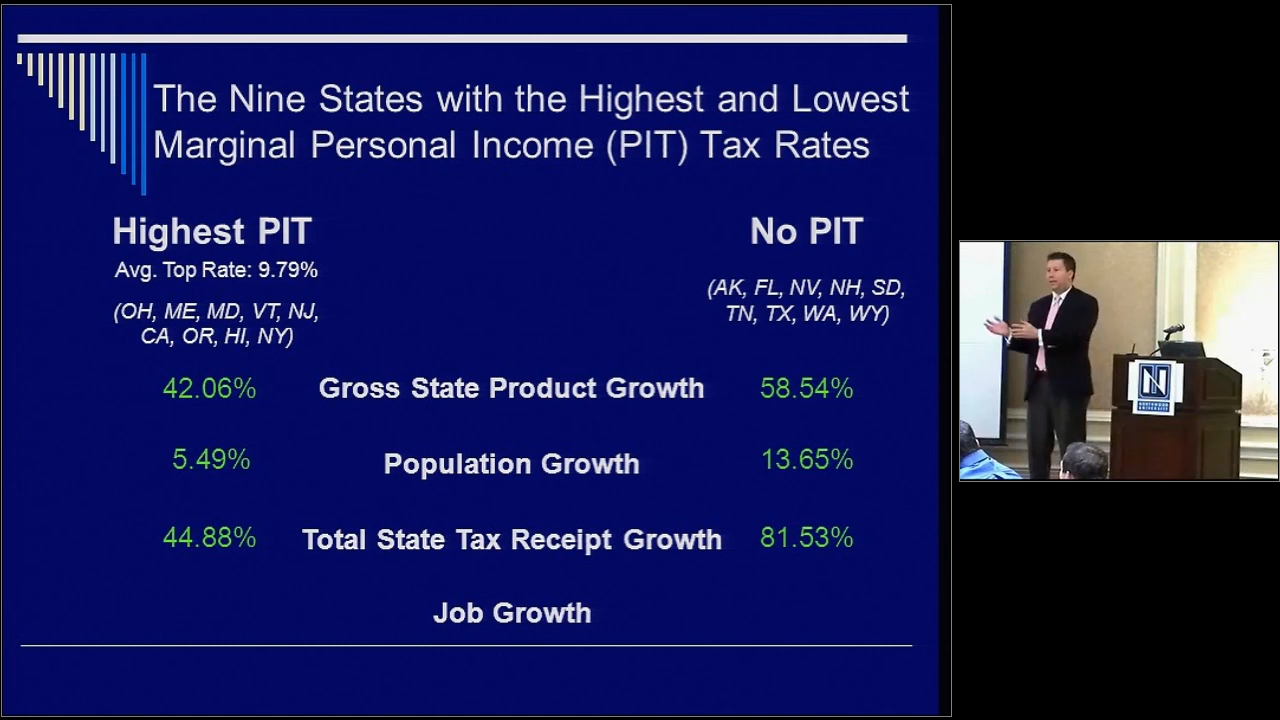 The Nine States with the Highest and Lowest
Marginal Personal Income (PIT) Tax Rates
Highest PIT
No PIT
Avg. Top Rate: 9.79%
(OH, ME, MD, VT, NJ,
CA, OR, HI, NY)
(AK, FL, NV, NH, SD,
TN, TX, WA, WY)
42.06%
Gross State Product Growth
58.54%
5.49%
Population Growth
13.65%
44.88%
Total State Tax Receipt Growth
81.53%
Job Growth
N
NORTHWOOD
UNIVERSITY